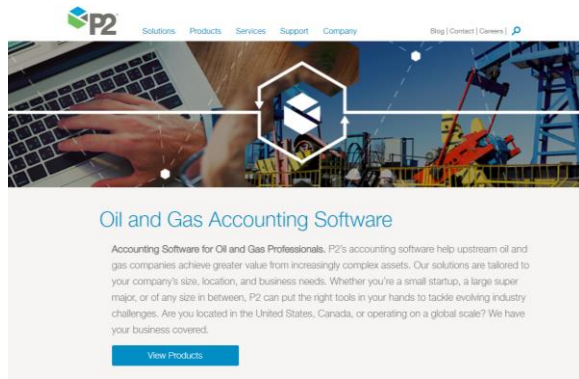 P2
Solutions Products Services Support Company
Blog | Contact | Careers |
Oil and Gas Accounting Software
Accounting Software for Oil and Gas Professionals. P2's accounting software help upstream oil and
gas companies achieve greater value from increasingly complex assets. Our solutions are tailored to
your company's size, location, and business needs. Whether you're a small startup, a large super
major, or of any size in between, P2 can put the right tools in your hands to tackle evolving industry
challenges. Are you located in the United States, Canada, or operating on a global scale? We have
your business covered.
View Products